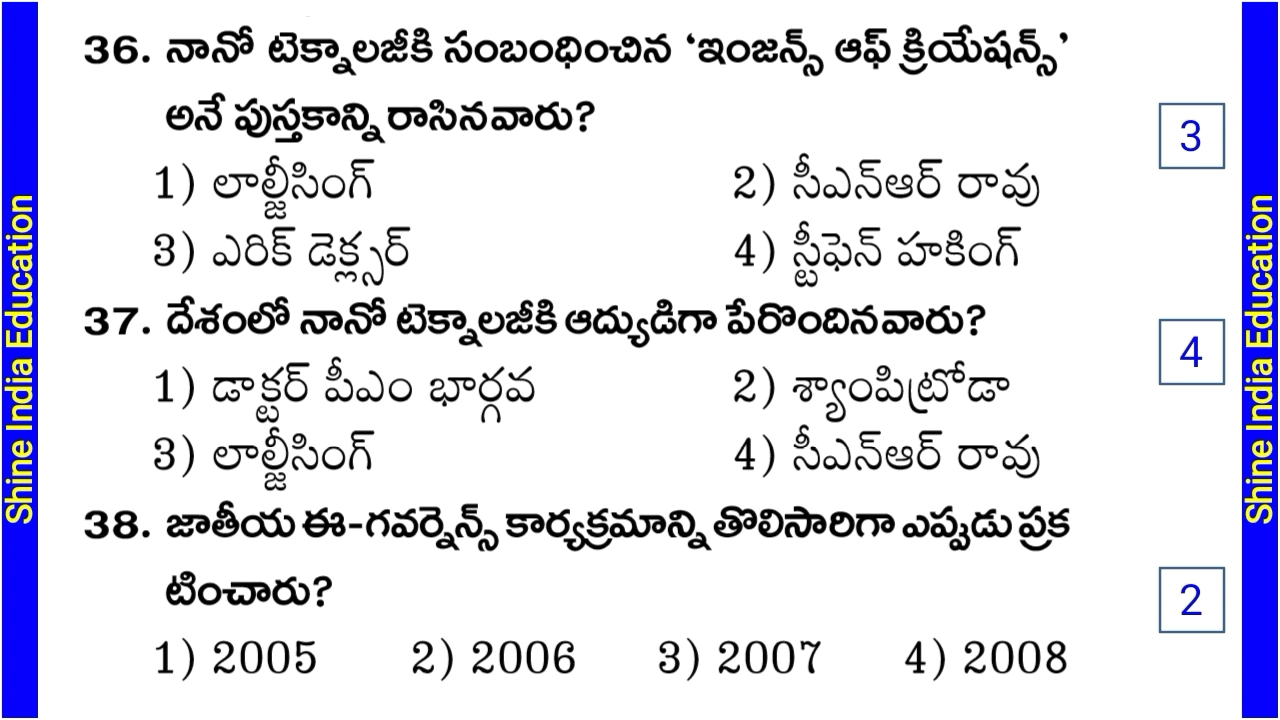 Shine India Education
36. నానో టెక్నాలజీకి సంబంధించిన ‘ఇంజన్స్ ఆఫ్ క్రియేషన్స్’
అనే పుస్తకాన్ని రాసినవారు?
3
1) లాల్జీసింగ్ 2) సీఎన్ఆర్ రావు
3) ఎరిక్ డెక్స్లర్ 4) స్టీఫెన్ హకింగ్
37. దేశంలో నానో టెక్నాలజీకి ఆద్యుడిగా పేరొందినవారు?
4
1) డాక్టర్ పీఎం భార్గవ 2) శ్యాంపిట్రోడా
3) లాల్జీసింగ్ 4) సీఎన్ఆర్ రావు
38. జాతీయ ఈ-గవర్నెన్స్ కార్యక్రమాన్ని తొలిసారిగా ఎప్పుడు ప్రక
టించారు?
2
1) 2005 2) 2006 3) 2007 4) 2008
Shine India Education